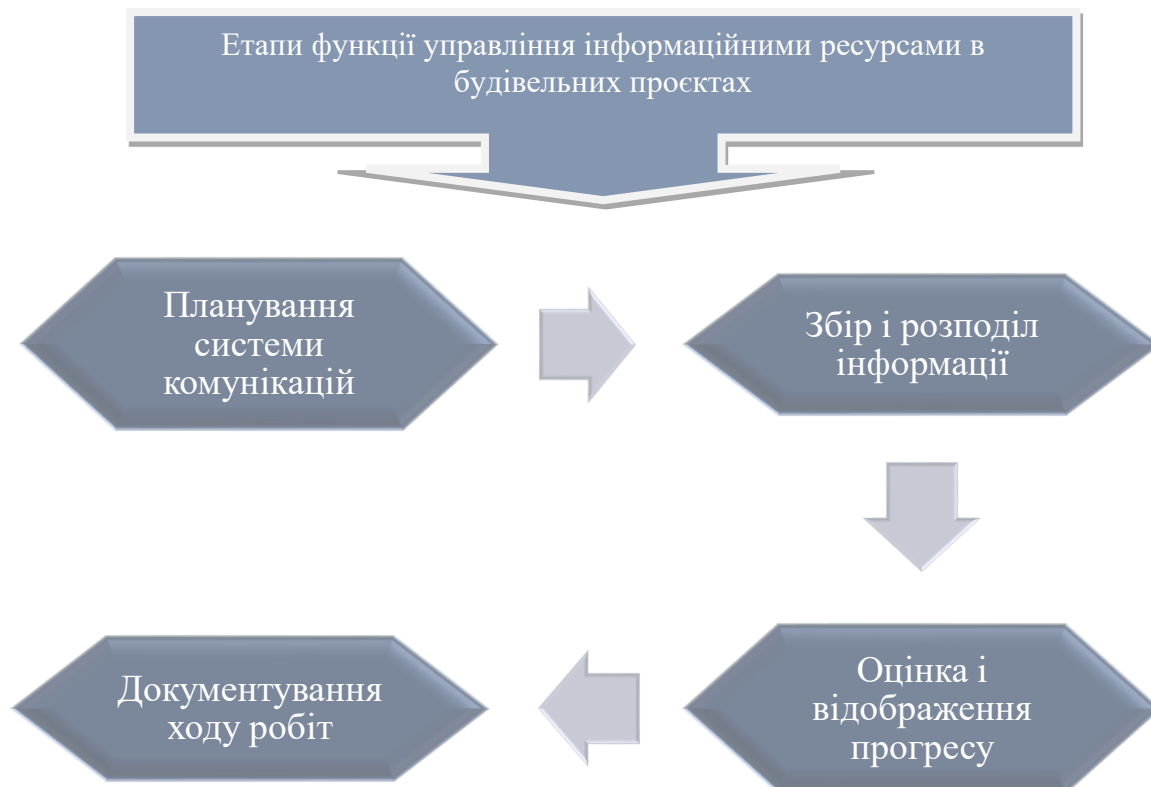 Етапи функції управління інформаційними ресурсами в
будівельних проєктах
Планування
системи
комунікацій
Збір і розподіл
інформації
Оцінка і
відображення
прогресу
Документування
ходу робіт